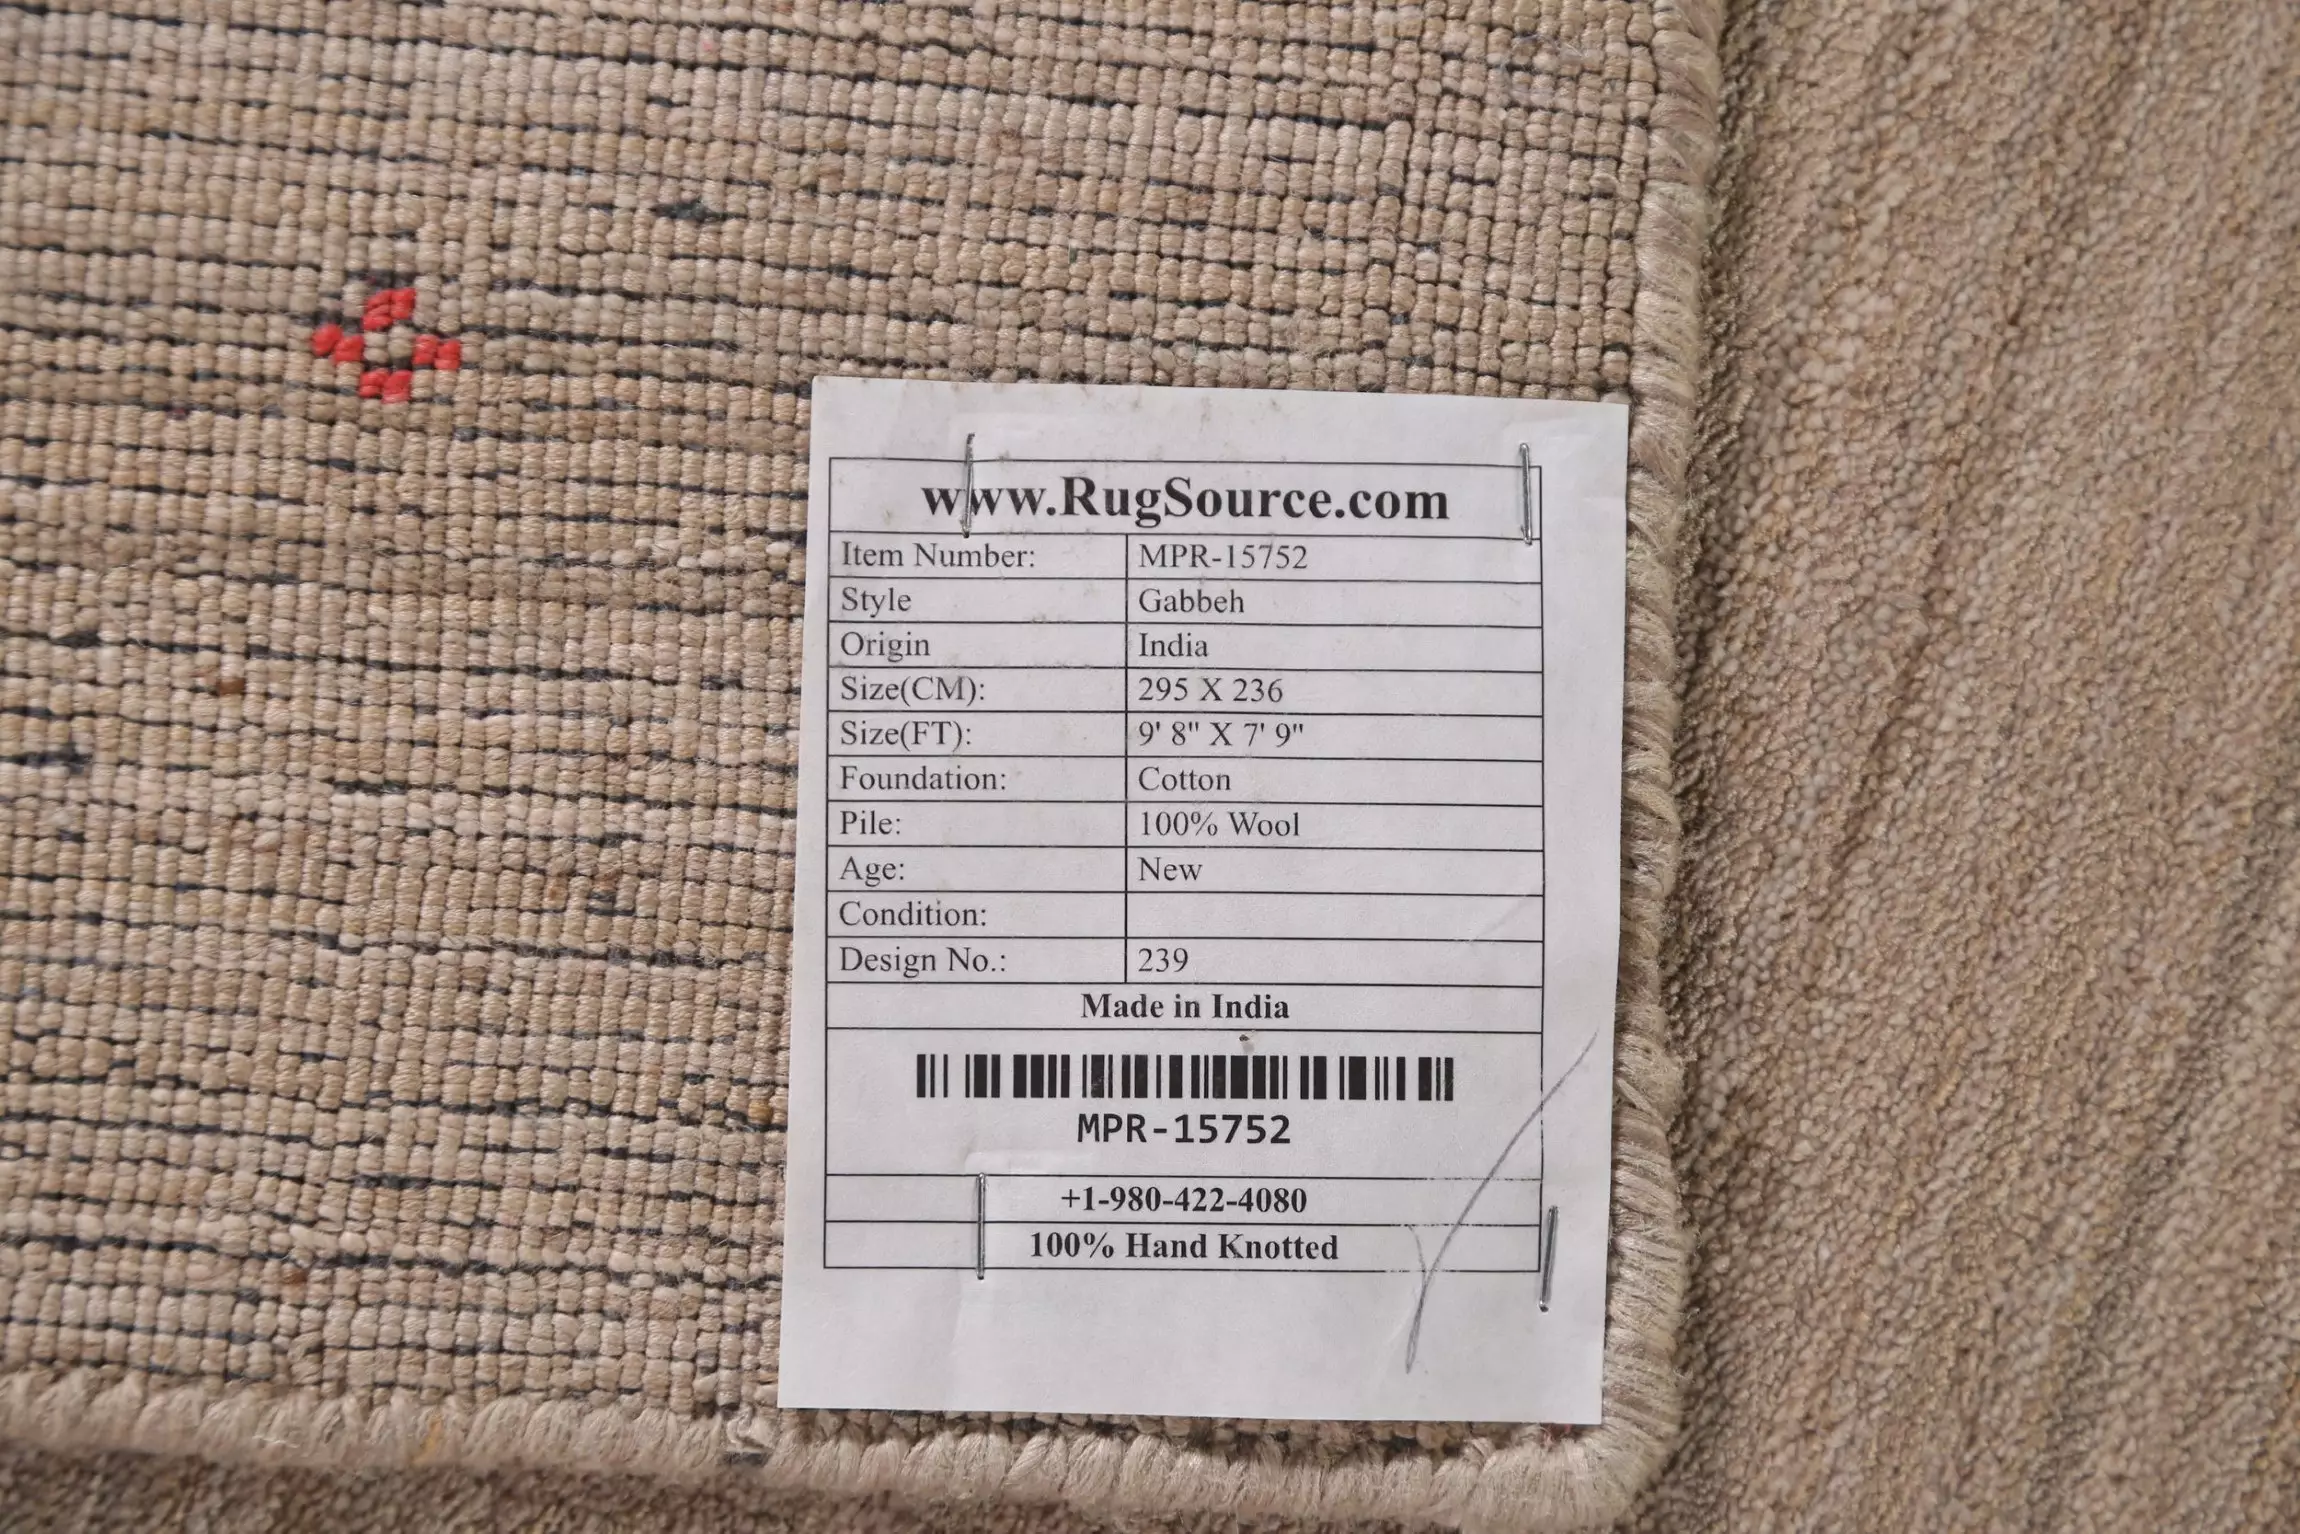 www.RugSource.com
Item Number: MPR-15752
Style Gabbeh
Origin India
Size(CM): 295 X 236
Size(FT): 9' 8" X 7' 9"
Foundation: Cotton
Pile: 100% Wool
Age: New
Condition:
Design No.: 239
Made in India
MPR-15752
+1-980-422-4080
100% Hand Knotted